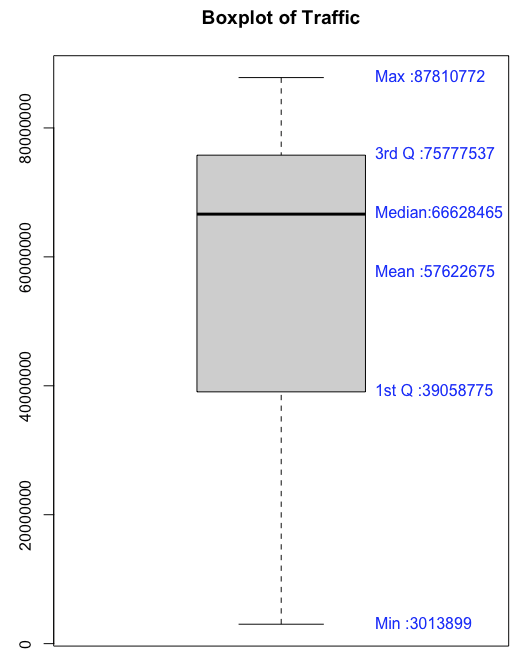 Boxplot of Traffic
Max :87810772
80000000
3rd Q :75777537
Median:66628465
60000000
Mean :57622675
40000000
1st Q :39058775
20000000
Min :3013899
0